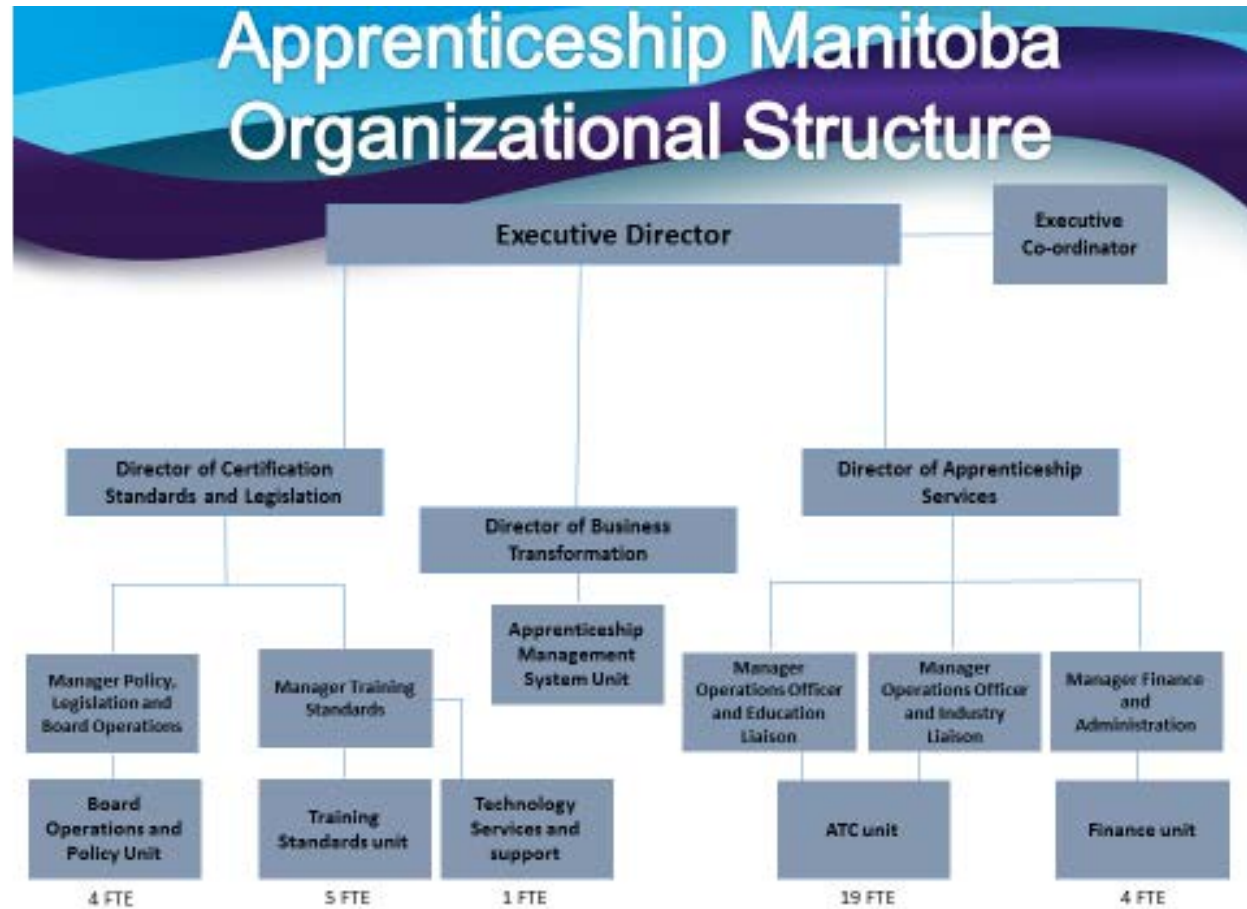 Apprenticeship Manitoba
Organizational Structure
Executive Director
Executive
Co-ordinator
Director of Certification
Standards and Legislation
Director of Business
Transformation
Director of Apprenticeship
Services
Apprenticeship
Management
System Unit
Manager Policy,
Legislation and
Board Operations
Manager Training
Standards
Manager
Operations Officer
and Education
Liaison
Manager
Operations Officer
and Industry
Liaison
Manager Finance
and
Administration
Board
Operations and
Policy Unit
Training
Standards unit
Technology
Services and
support
ATC unit
Finance unit
4 FTE
5 FTE
1 FTE
19 FTE
4 FTE